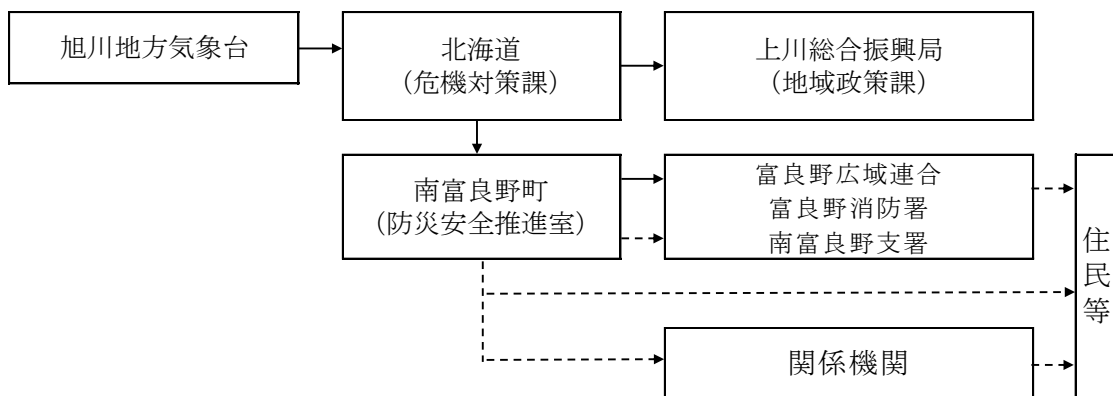 旭川地方気象台
北海道
（危機対策課）
上川総合振興局
（地域政策課）
南富良野町
（防災安全推進室）
富良野広域連合
富良野消防署
南富良野支署
住民等
関係機関